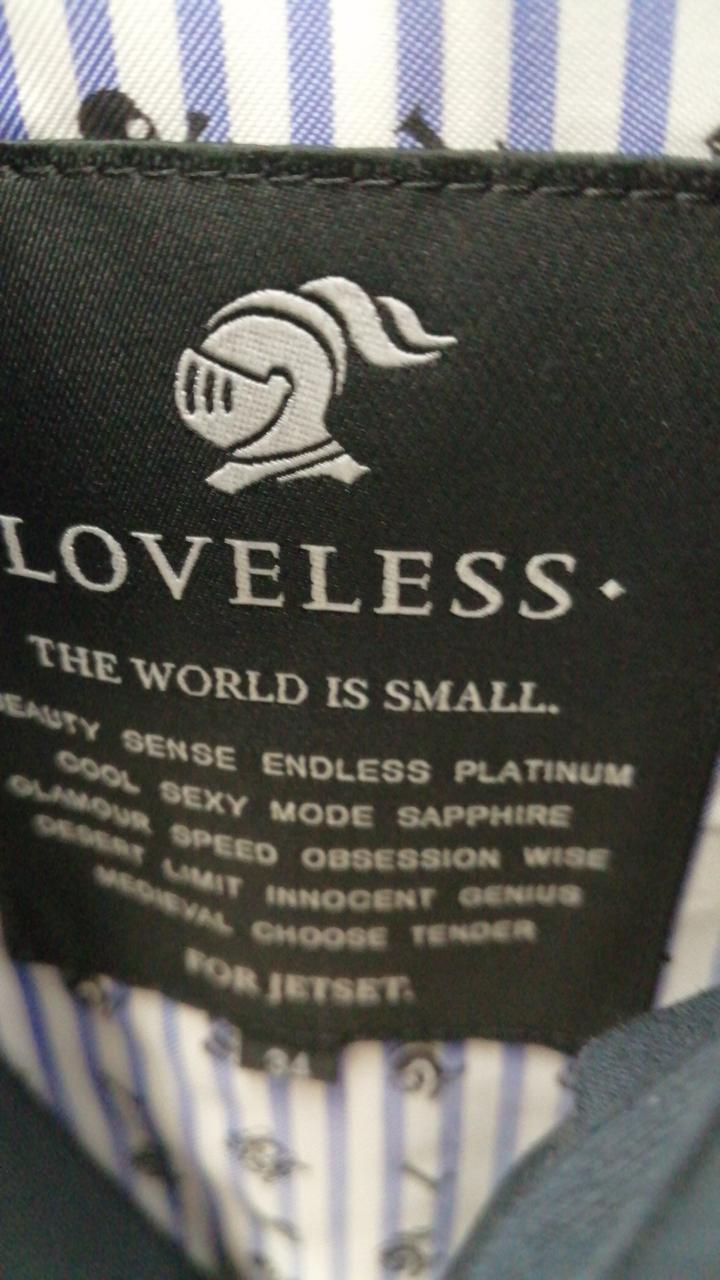 LOVELESS
THE WORLD IS SMALL.
BEAUTY SENSE ENDLESS PLATINUM
COOL SEXY MODE SAPPHIRE
GLAMOUR SPEED OBSESSION WISE
DESERT LIMIT INNOCENT GENIUS
MEDIEVAL CHOOSE TENDER
FOR JETSET.
34